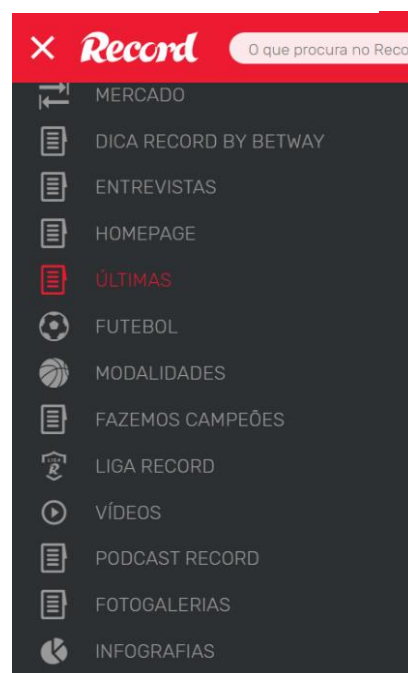 Record
O que procura no Reco
MERCADO
DICA RECORD BY BETWAY
ENTREVISTAS
HOMEPAGE
ÚLTIMAS
FUTEBOL
MODALIDADES
FAZEMOS CAMPEÕES
LIGA R
LIGA RECORD
VÍDEOS
PODCAST RECORD
FOTOGALERIAS
INFOGRAFIAS